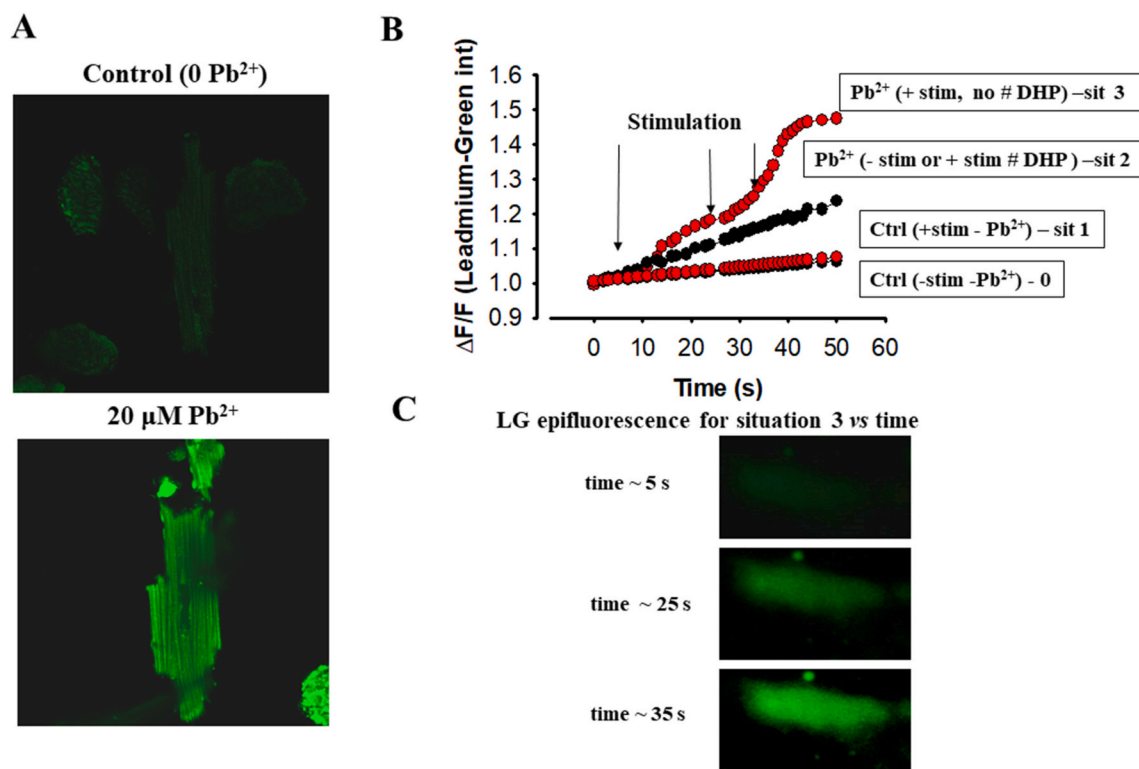 A
Control (0 Pb²⁺)
20 µM Pb²⁺
B
ΔF/F (Leadmium-Green int)
1.6
1.5
1.4
1.3
1.2
1.1
1.0
0.9
Stimulation
Pb²⁺ (+ stim, no # DHP) –sit 3
Pb²⁺ (- stim or + stim # DHP ) –sit 2
Ctrl (+stim - Pb²⁺) – sit 1
Ctrl (-stim -Pb²⁺) - 0
0 10 20 30 40 50 60
Time (s)
C
LG epifluorescence for situation 3 vs time
time ~ 5 s
time ~ 25 s
time ~ 35 s